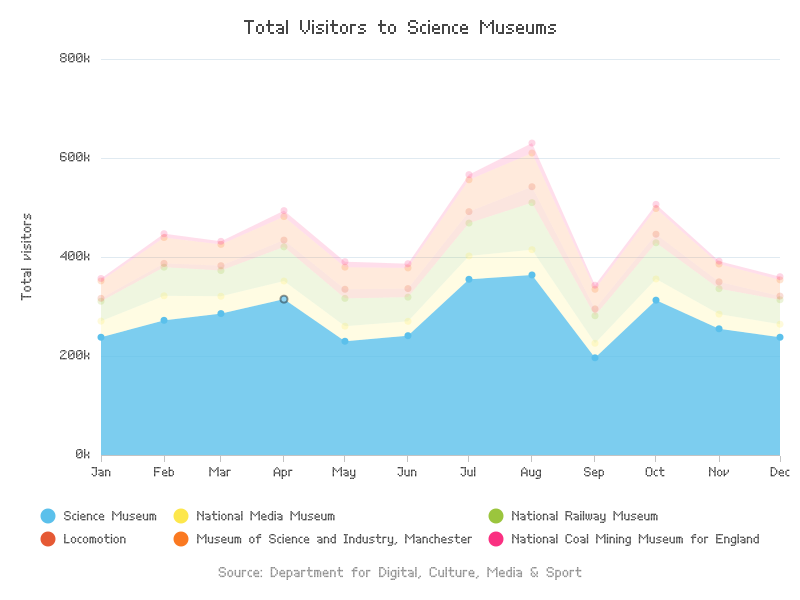 Total Visitors to Science Museums
800k
600k
400k
200k
0k
Total visitors
Jan Feb Mar Apr May Jun Jul Aug Sep Oct Nov Dec
Science Museum National Media Museum National Railway Museum
Locomotion Museum of Science and Industry, Manchester National Coal Mining Museum for England
Source: Department for Digital, Culture, Media & Sport